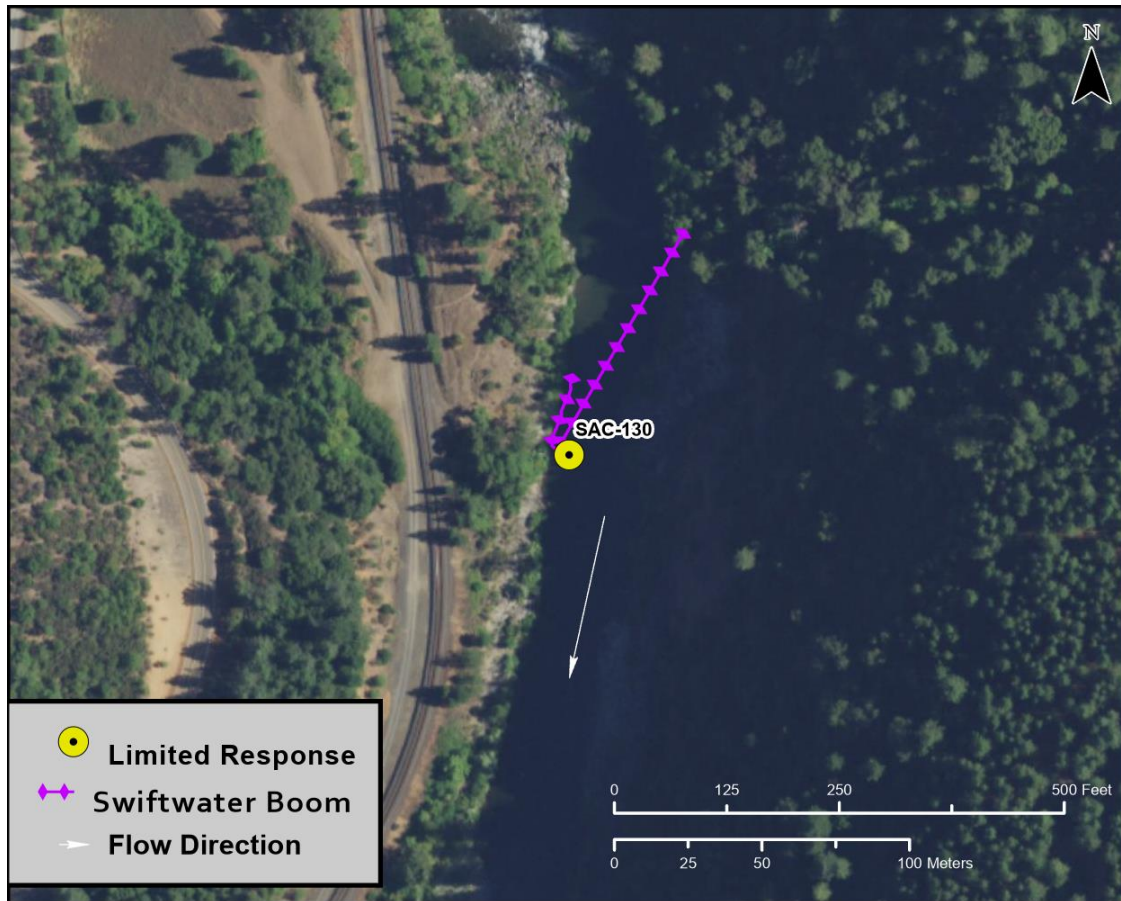 N
SAC-130
Limited Response
Swiftwater Boom
Flow Direction
0 125 250 500 Feet
0 25 50 100 Meters